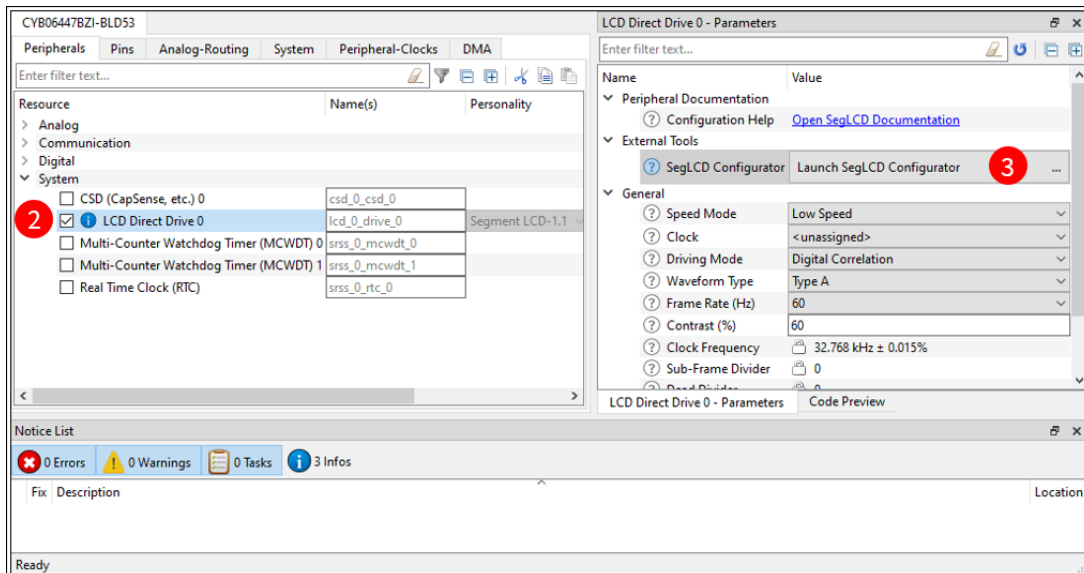 CYB06447BZI-BLD53
Peripherals Pins Analog-Routing System Peripheral-Clocks DMA
Enter filter text...
Resource Name(s) Personality
Analog
Communication
Digital
System
CSD (CapSense, etc.) 0 csd_0_csd_0
2 LCD Direct Drive 0 lcd_0_drive_0 Segment LCD-1.1
Multi-Counter Watchdog Timer (MCWDT) 0 srss_0_mcwdt_0
Multi-Counter Watchdog Timer (MCWDT) 1 srss_0_mcwdt_1
Real Time Clock (RTC) srss_0_rtc_0
LCD Direct Drive 0 - Parameters
Enter filter text...
Name Value
Peripheral Documentation
? Configuration Help Open SegLCD Documentation
External Tools
? SegLCD Configurator Launch SegLCD Configurator 3 ...
General
? Speed Mode Low Speed
? Clock <unassigned>
? Driving Mode Digital Correlation
? Waveform Type Type A
? Frame Rate (Hz) 60
? Contrast (%) 60
? Clock Frequency 32.768 kHz ± 0.015%
? Sub-Frame Divider 0
? Dead Divider 0
LCD Direct Drive 0 - Parameters Code Preview
Notice List
0 Errors 0 Warnings 0 Tasks 3 Infos
Fix Description Location
Ready